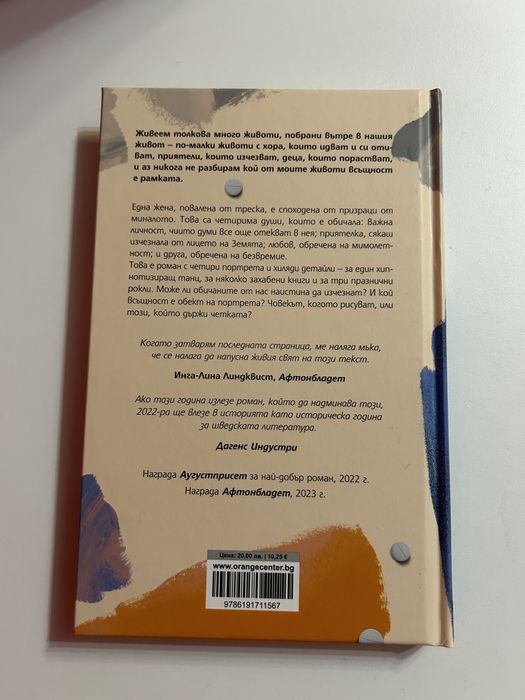 Живеем толкова много животи, побрани вътре в нашия
живот – по-малки животи с хора, които идват и си оти-
ват, приятели, които изчезват, деца, които порастват,
и аз никога не разбирам кой от моите животи всъщност
е рамката.
Една жена, повалена от треска, е споходена от призраци от
миналото. Това са четирима души, които е обичала: важна
личност, чиито думи все още отекват в нея; приятелка, сякаш
изчезнала от лицето на Земята; любов, обречена на мимолет-
ност; и друга, обречена на безвремие.
Това е роман с четири портрета и хиляди детайли – за един хип-
нотизиращ танц, за няколко захабени книги и за три празнични
рокли. Може ли обичаните от нас наистина да изчезнат? И кой
всъщност е обект на портрета? Човекът, когото рисуват, или
този, който държи четката?
Когато затварям последната страница, ме наляга мъка,
че се налага да напусна живия свят на този текст.
Инга-Лина Линдквист, Афтонбладет
Ако тази година излезе роман, който да надминава този,
2022-ра ще влезе в историята като историческа година
за шведската литература.
Дагенс Индустри
Награда Аугустприсет за най-добър роман, 2022 г.
Награда Афтонбладет, 2023 г.
Цена: 20,00 лв. | 10,25 €
www.orangecenter.bg
9786191711567